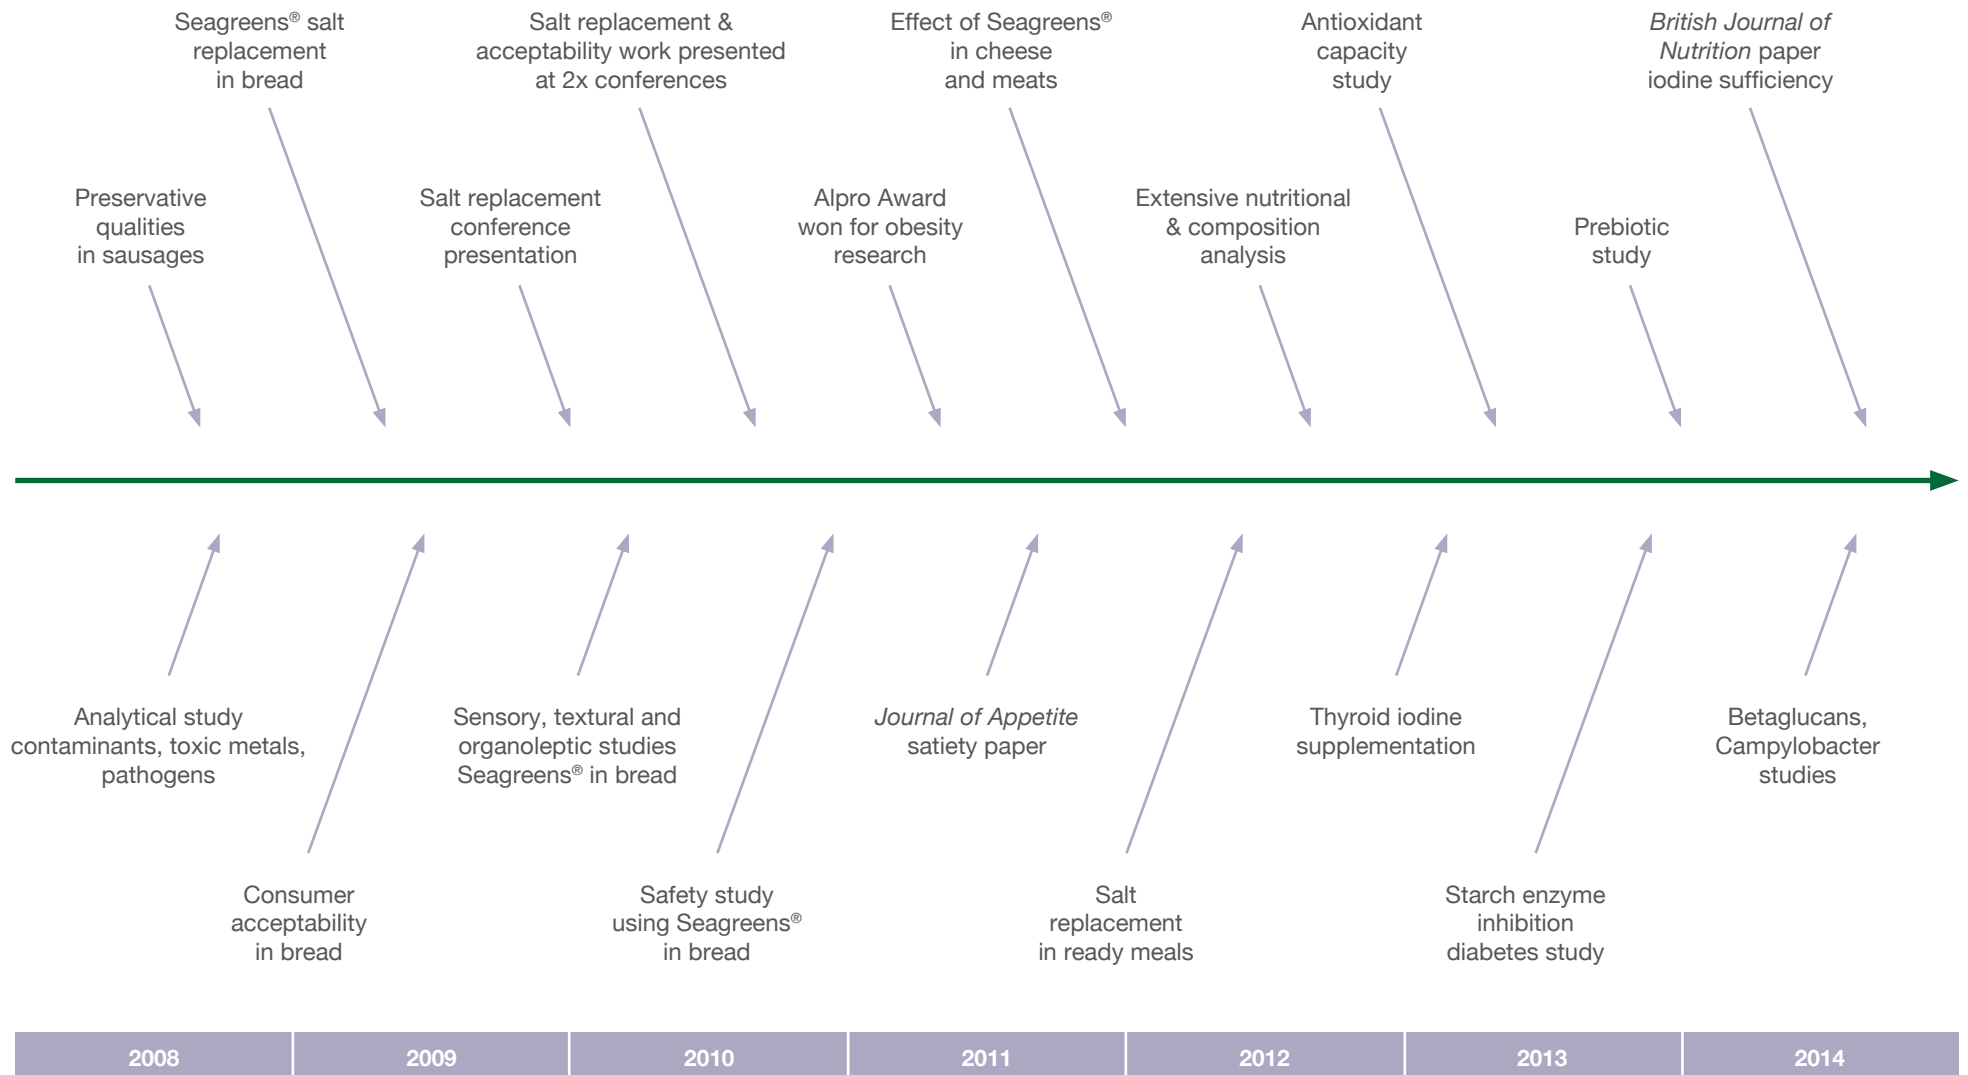 Seagreens® salt
replacement
in bread
Salt replacement &
acceptability work presented
at 2x conferences
Effect of Seagreens®
in cheese
and meats
Antioxidant
capacity
study
British Journal of
Nutrition paper
iodine sufficiency
Preservative
qualities
in sausages
Salt replacement
conference
presentation
Alpro Award
won for obesity
research
Extensive nutritional
& composition
analysis
Prebiotic
study
Analytical study
contaminants, toxic metals,
pathogens
Sensory, textural and
organoleptic studies
Seagreens® in bread
Journal of Appetite
satiety paper
Thyroid iodine
supplementation
Betaglucans,
Campylobacter
studies
Consumer
acceptability
in bread
Safety study
using Seagreens®
in bread
Salt
replacement
in ready meals
Starch enzyme
inhibition
diabetes study
2008
2009
2010
2011
2012
2013
2014